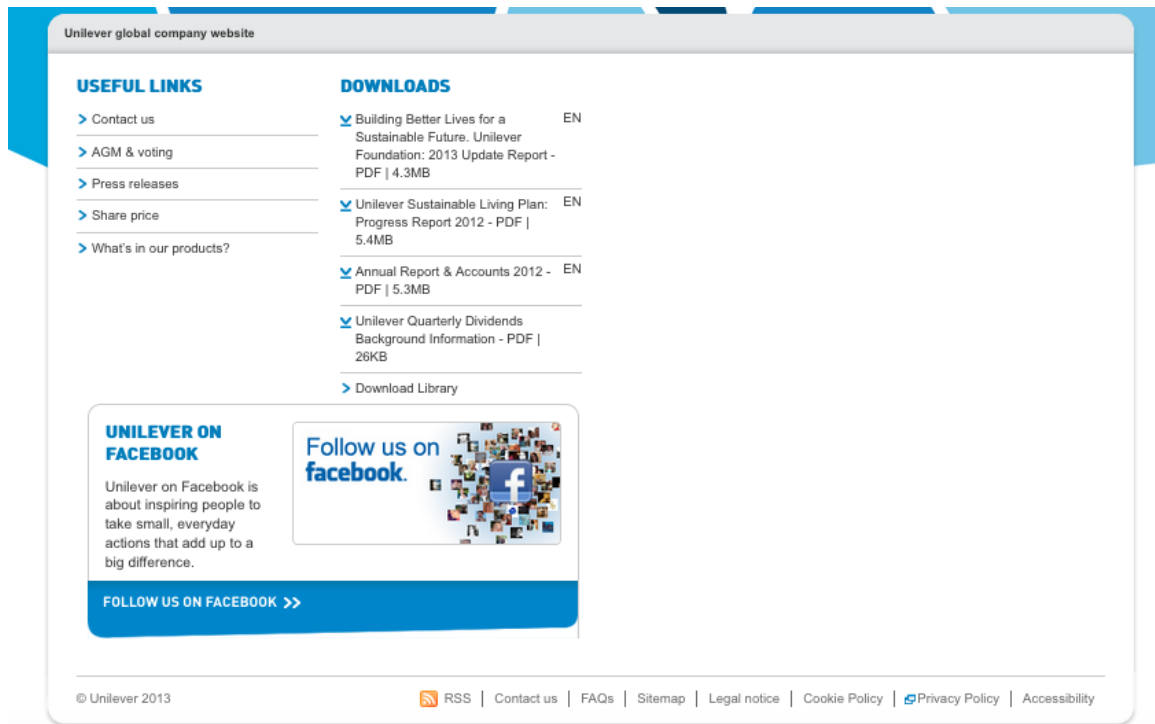 Unilever global company website
USEFUL LINKS
Contact us
AGM & voting
Press releases
Share price
What's in our products?
DOWNLOADS
Building Better Lives for a EN
Sustainable Future. Unilever
Foundation: 2013 Update Report -
PDF | 4.3MB
Unilever Sustainable Living Plan: EN
Progress Report 2012 - PDF |
5.4MB
Annual Report & Accounts 2012 - EN
PDF | 5.3MB
Unilever Quarterly Dividends
Background Information - PDF |
26KB
Download Library
UNILEVER ON
FACEBOOK
Unilever on Facebook is
about inspiring people to
take small, everyday
actions that add up to a
big difference.
Follow us on
facebook.
f
FOLLOW US ON FACEBOOK >>
© Unilever 2013
RSS | Contact us | FAQs | Sitemap | Legal notice | Cookie Policy | Privacy Policy | Accessibility